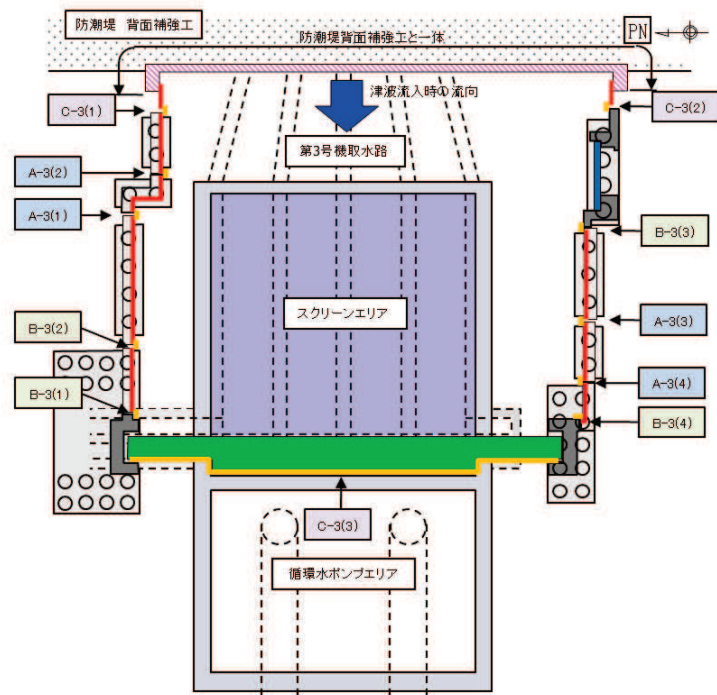 防潮堤 背面補強工
防潮堤背面補強工と一体
PN
C-3(1)
津波流入時の流向
C-3(2)
第3号機取水路
A-3(2)
A-3(1)
B-3(3)
スクリーンエリア
A-3(3)
B-3(2)
A-3(4)
B-3(1)
B-3(4)
C-3(3)
循環水ポンプエリア